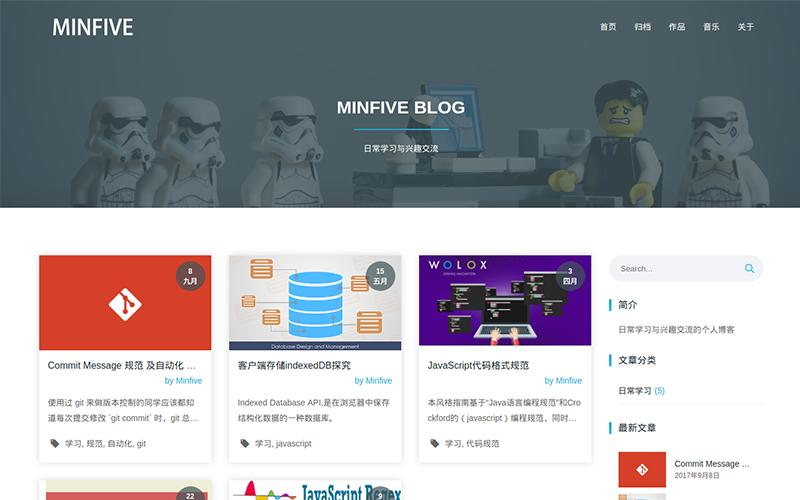 MINFIVE
首页 归档 作品 音乐 关于
MINFIVE BLOG
日常学习与兴趣交流
8
九月
Commit Message 规范 及自动化 …
by Minfive
使用过 git 来做版本控制的同学应该都知
道每次提交修改 `git commit` 时，git 总…
学习, 规范, 自动化, git
15
五月
Database Design and Management
客户端存储indexedDB探究
by Minfive
Indexed Database API,是在浏览器中保存
结构化数据的一种数据库。
学习, javascript
WOLOX
3
四月
JavaScript代码格式规范
by Minfive
本风格指南基于“Java语言编程规范”和Cro
ckford的 ( javascript ) 编程规范，同时…
学习, 代码规范
Search...
简介
日常学习与兴趣交流的个人博客
文章分类
日常学习 (5)
最新文章
Commit Message …
2017年9月8日
22
JavaScript Regex
9